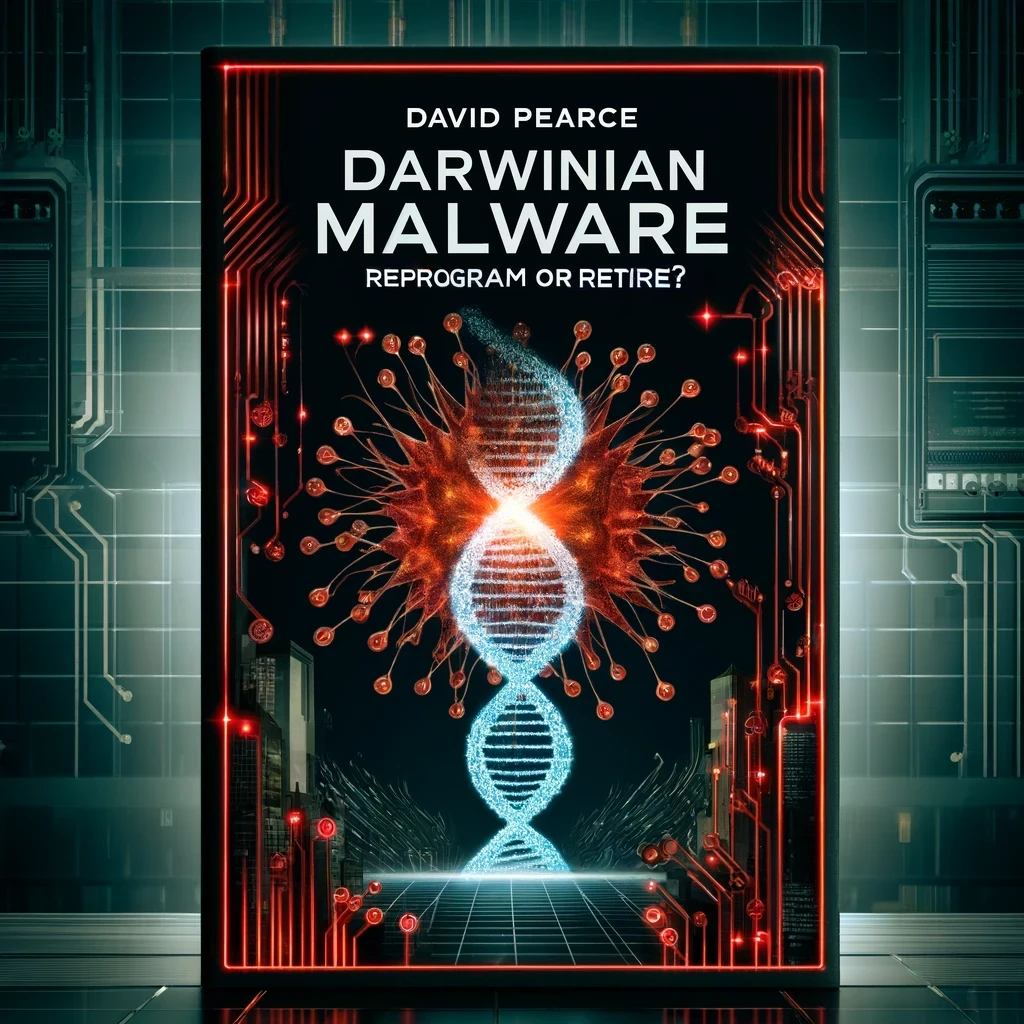 DAVID PEARCE
DARWINIAN
MALWARE
REPROGRAM OR RETIRE?